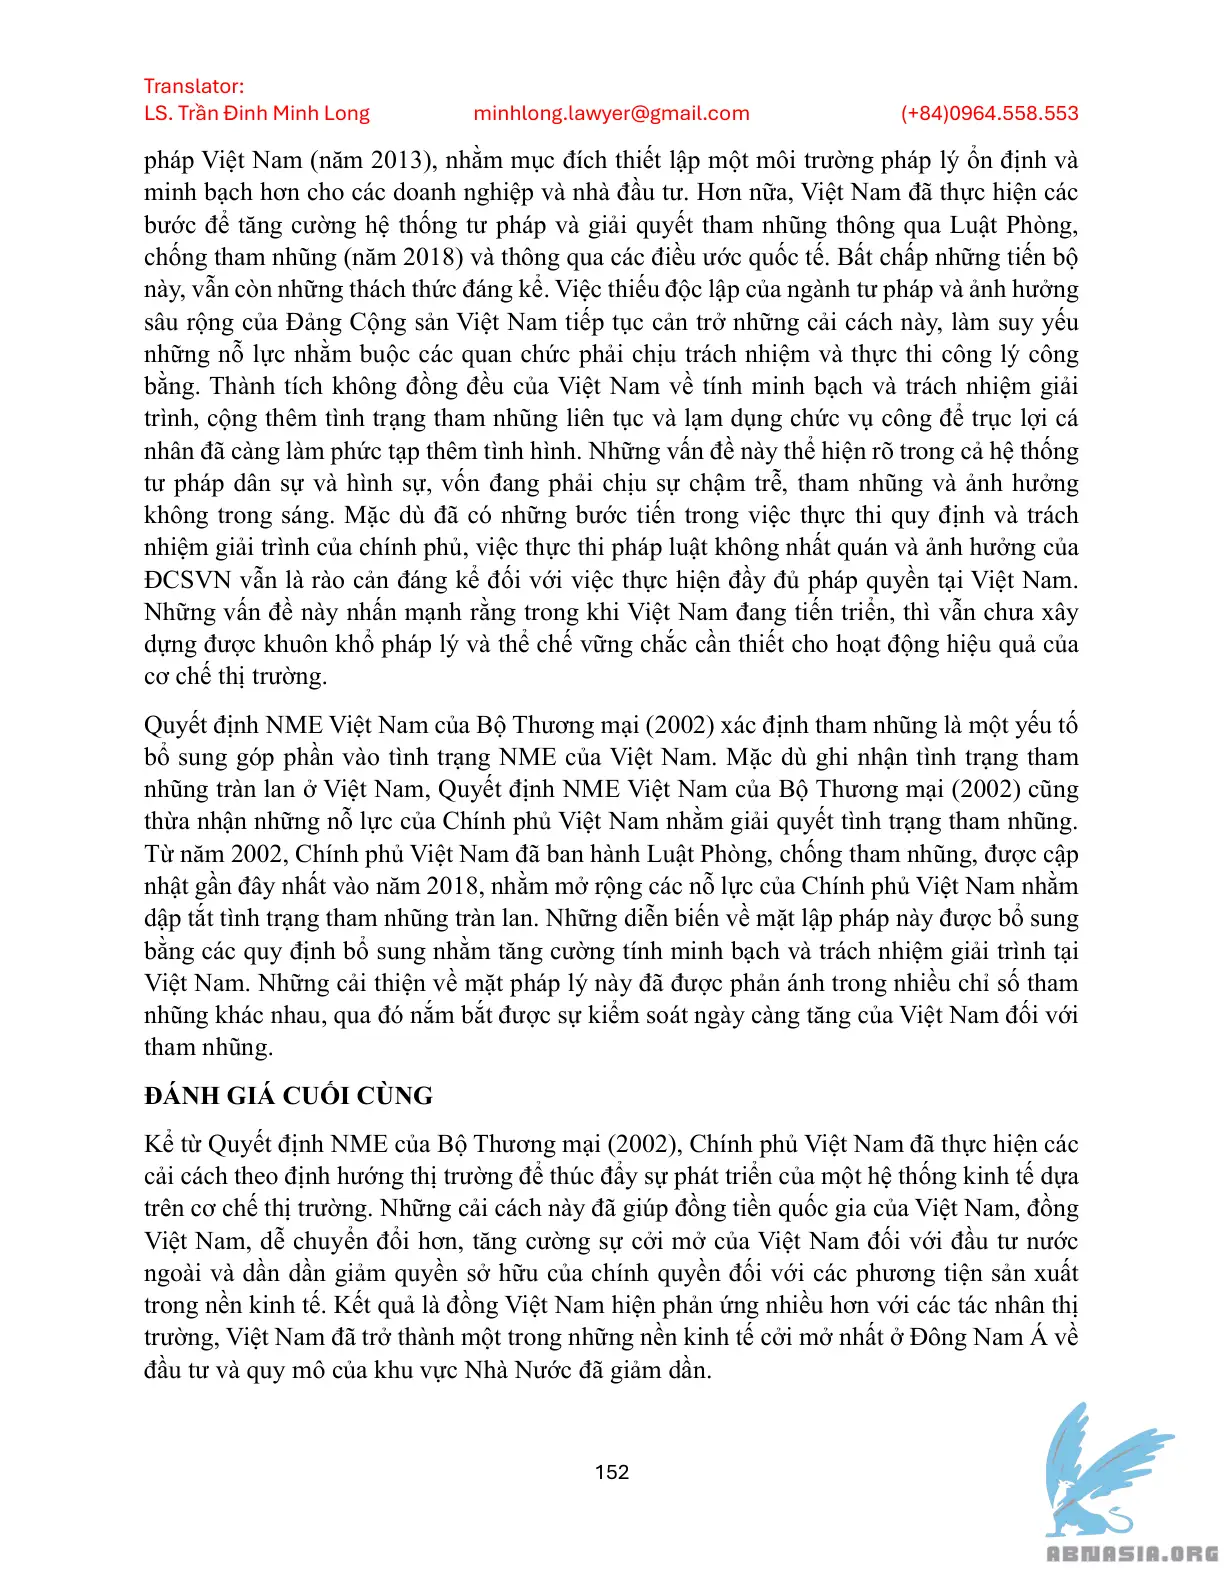 Translator:
LS. Trần Đinh Minh Long minhlong.lawyer@gmail.com (+84)0964.558.553
pháp Việt Nam (năm 2013), nhằm mục đích thiết lập một môi trường pháp lý ổn định và
minh bạch hơn cho các doanh nghiệp và nhà đầu tư. Hơn nữa, Việt Nam đã thực hiện các
bước để tăng cường hệ thống tư pháp và giải quyết tham nhũng thông qua Luật Phòng,
chống tham nhũng (năm 2018) và thông qua các điều ước quốc tế. Bất chấp những tiến bộ
này, vẫn còn những thách thức đáng kể. Việc thiếu độc lập của ngành tư pháp và ảnh hưởng
sâu rộng của Đảng Cộng sản Việt Nam tiếp tục cản trở những cải cách này, làm suy yếu
những nỗ lực nhằm buộc các quan chức phải chịu trách nhiệm và thực thi công lý công
bằng. Thành tích không đồng đều của Việt Nam về tính minh bạch và trách nhiệm giải
trình, cộng thêm tình trạng tham nhũng liên tục và lạm dụng chức vụ công để trục lợi cá
nhân đã càng làm phức tạp thêm tình hình. Những vấn đề này thể hiện rõ trong cả hệ thống
tư pháp dân sự và hình sự, vốn đang phải chịu sự chậm trễ, tham nhũng và ảnh hưởng
không trong sáng. Mặc dù đã có những bước tiến trong việc thực thi quy định và trách
nhiệm giải trình của chính phủ, việc thực thi pháp luật không nhất quán và ảnh hưởng của
ĐCSVN vẫn là rào cản đáng kể đối với việc thực hiện đầy đủ pháp quyền tại Việt Nam.
Những vấn đề này nhấn mạnh rằng trong khi Việt Nam đang tiến triển, thì vẫn chưa xây
dựng được khuôn khổ pháp lý và thể chế vững chắc cần thiết cho hoạt động hiệu quả của
cơ chế thị trường.
Quyết định NME Việt Nam của Bộ Thương mại (2002) xác định tham nhũng là một yếu tố
bổ sung góp phần vào tình trạng NME của Việt Nam. Mặc dù ghi nhận tình trạng tham
nhũng tràn lan ở Việt Nam, Quyết định NME Việt Nam của Bộ Thương mại (2002) cũng
thừa nhận những nỗ lực của Chính phủ Việt Nam nhằm giải quyết tình trạng tham nhũng.
Từ năm 2002, Chính phủ Việt Nam đã ban hành Luật Phòng, chống tham nhũng, được cập
nhật gần đây nhất vào năm 2018, nhằm mở rộng các nỗ lực của Chính phủ Việt Nam nhằm
dập tắt tình trạng tham nhũng tràn lan. Những diễn biến về mặt lập pháp này được bổ sung
bằng các quy định bổ sung nhằm tăng cường tính minh bạch và trách nhiệm giải trình tại
Việt Nam. Những cải thiện về mặt pháp lý này đã được phản ánh trong nhiều chỉ số tham
nhũng khác nhau, qua đó nắm bắt được sự kiểm soát ngày càng tăng của Việt Nam đối với
tham nhũng.
ĐÁNH GIÁ CUỐI CÙNG
Kể từ Quyết định NME của Bộ Thương mại (2002), Chính phủ Việt Nam đã thực hiện các
cải cách theo định hướng thị trường để thúc đẩy sự phát triển của một hệ thống kinh tế dựa
trên cơ chế thị trường. Những cải cách này đã giúp đồng tiền quốc gia của Việt Nam, đồng
Việt Nam, dễ chuyển đổi hơn, tăng cường sự cởi mở của Việt Nam đối với đầu tư nước
ngoài và dần dần giảm quyền sở hữu của chính quyền đối với các phương tiện sản xuất
trong nền kinh tế. Kết quả là đồng Việt Nam hiện phản ứng nhiều hơn với các tác nhân thị
trường, Việt Nam đã trở thành một trong những nền kinh tế cởi mở nhất ở Đông Nam Á về
đầu tư và quy mô của khu vực Nhà Nước đã giảm dần.
152
ABNASIA.ORG